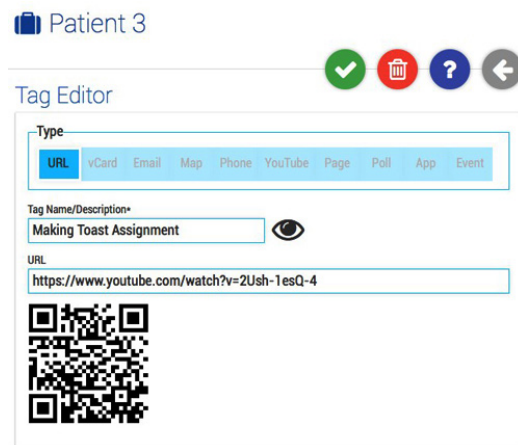 Patient 3
?
Tag Editor
Type
URL vCard Email Map Phone YouTube Page Poll App Event
Tag Name/Description*
Making Toast Assignment
URL
https://www.youtube.com/watch?v=2Ush-1esQ-4